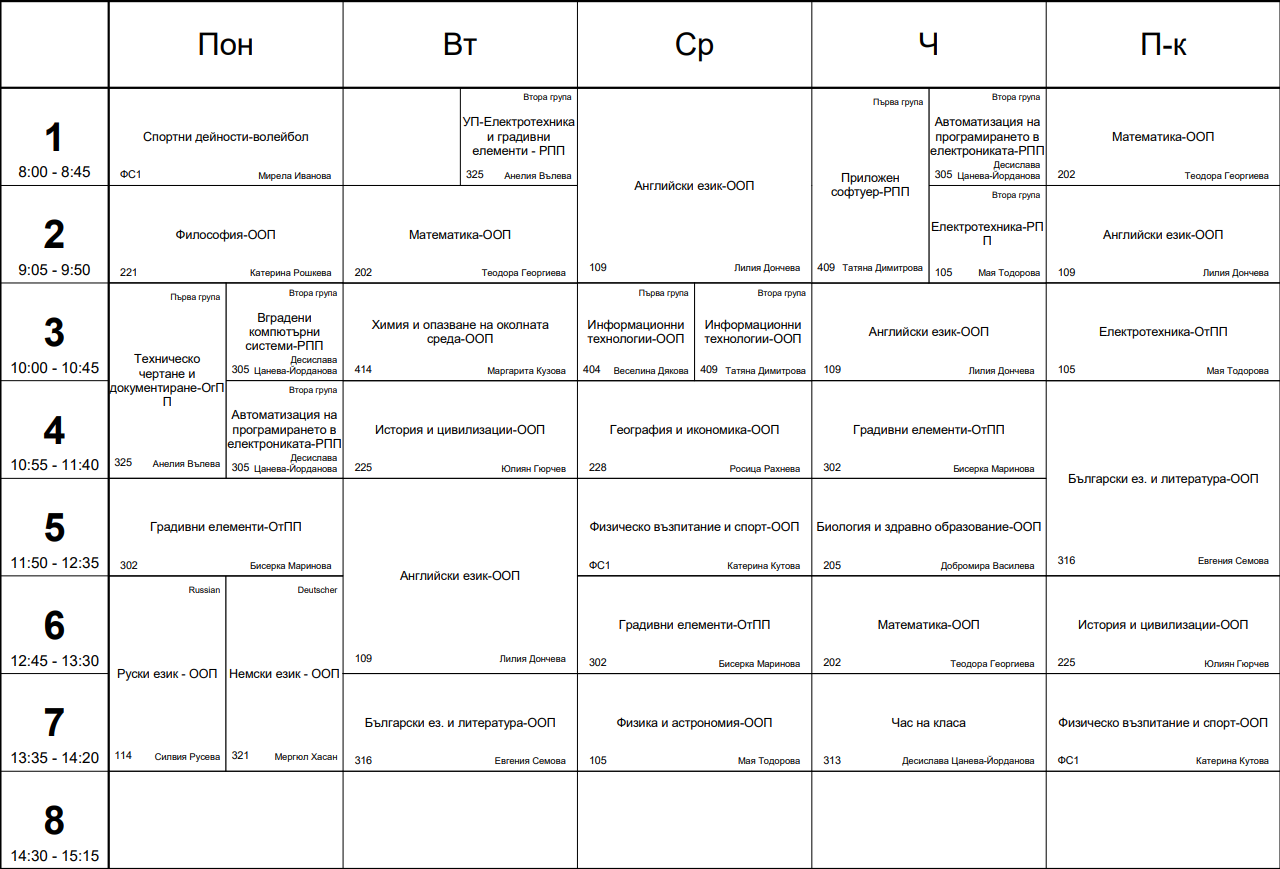 Пон Вт Ср Ч П-к
1
8:00 - 8:45
Спортни дейности-волейбол
ФС1 Мирела Иванова
Втора група
УП-Електротехника
и градивни
елементи - РПП
325 Анелия Вълева
Английски език-ООП
109 Лилия Дончева
Първа група
Приложен
софтуер-РПП
409 Татяна Димитрова
Втора група
Автоматизация на
програмирането в
електрониката-РПП
305 Десислава
Цанева-Йорданова
Математика-ООП
202 Теодора Георгиева
2
9:05 - 9:50
Философия-ООП
221 Катерина Рошкева
Математика-ООП
202 Теодора Георгиева
Втора група
Електротехника-РП
П
105 Мая Тодорова
Английски език-ООП
109 Лилия Дончева
3
10:00 - 10:45
Първа група
Техническо
чертане и
документиране-ОгП
П
325 Анелия Вълева
Втора група
Вградени
компютърни
системи-РПП
305 Десислава
Цанева-Йорданова
Химия и опазване на околната
среда-ООП
414 Маргарита Кузова
Първа група
Информационни
технологии-ООП
404 Веселина Дякова
Втора група
Информационни
технологии-ООП
409 Татяна Димитрова
Английски език-ООП
109 Лилия Дончева
Електротехника-ОтПП
105 Мая Тодорова
4
10:55 - 11:40
Втора група
Автоматизация на
програмирането в
електрониката-РПП
305 Десислава
Цанева-Йорданова
История и цивилизации-ООП
225 Юлиян Гюрчев
География и икономика-ООП
228 Росица Рахнева
Градивни елементи-ОтПП
302 Бисерка Маринова
Български ез. и литература-ООП
316 Евгения Семова
5
11:50 - 12:35
Градивни елементи-ОтПП
302 Бисерка Маринова
Английски език-ООП
109 Лилия Дончева
Физическо възпитание и спорт-ООП
ФС1 Катерина Кутова
Биология и здравно образование-ООП
205 Добромира Василева
6
12:45 - 13:30
Russian
Руски език - ООП
114 Силвия Русева
Deutscher
Немски език - ООП
321 Мергюл Хасан
Градивни елементи-ОтПП
302 Бисерка Маринова
Математика-ООП
202 Теодора Георгиева
История и цивилизации-ООП
225 Юлиян Гюрчев
7
13:35 - 14:20
Български ез. и литература-ООП
316 Евгения Семова
Физика и астрономия-ООП
105 Мая Тодорова
Час на класа
313 Десислава Цанева-Йорданова
Физическо възпитание и спорт-ООП
ФС1 Катерина Кутова
8
14:30 - 15:15